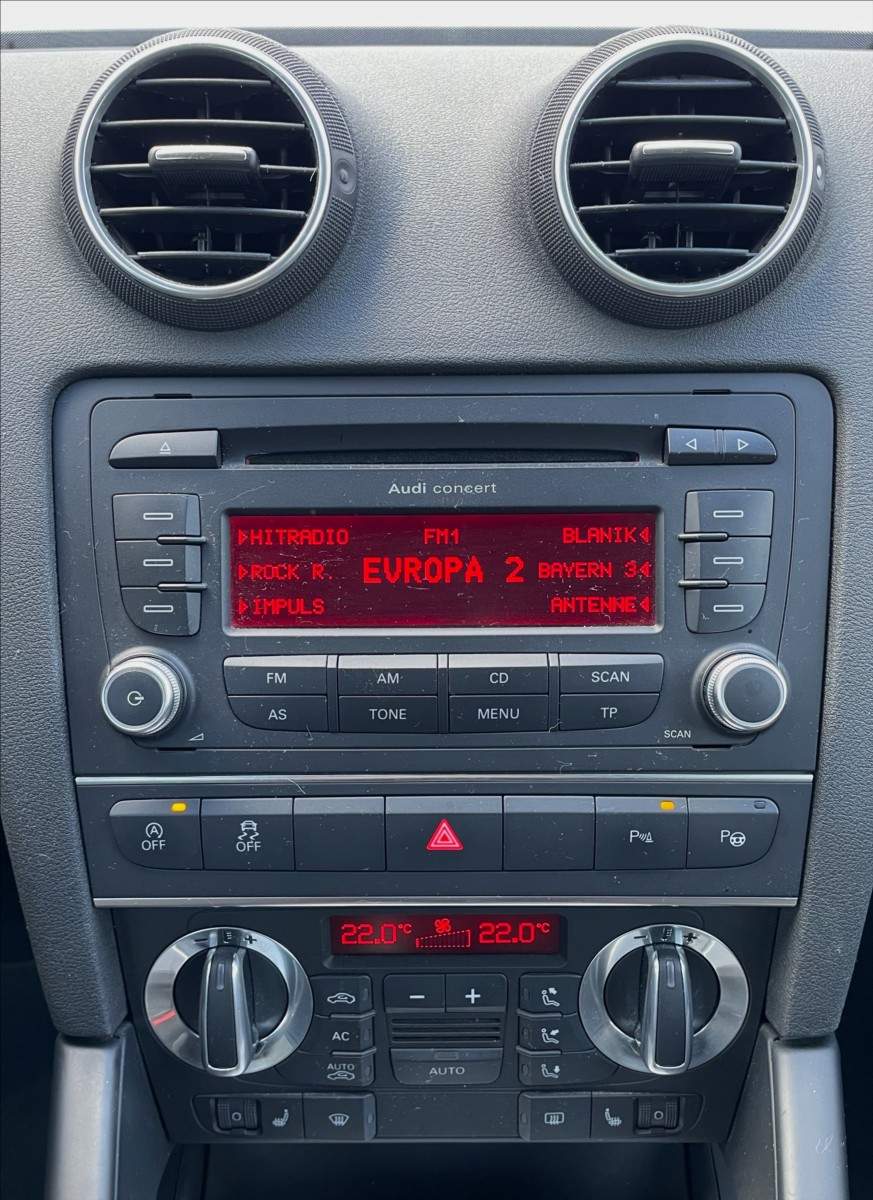 Audi concert
HITRADIO FM1 BLANIK
ROCK R. EVROPA 2 BAYERN 3
IMPULS ANTENNE
FM AM CD SCAN
AS TONE MENU TP
SCAN
A
OFF OFF P P
22.0°C 22.0°C
- +
AC
AUTO AUTO